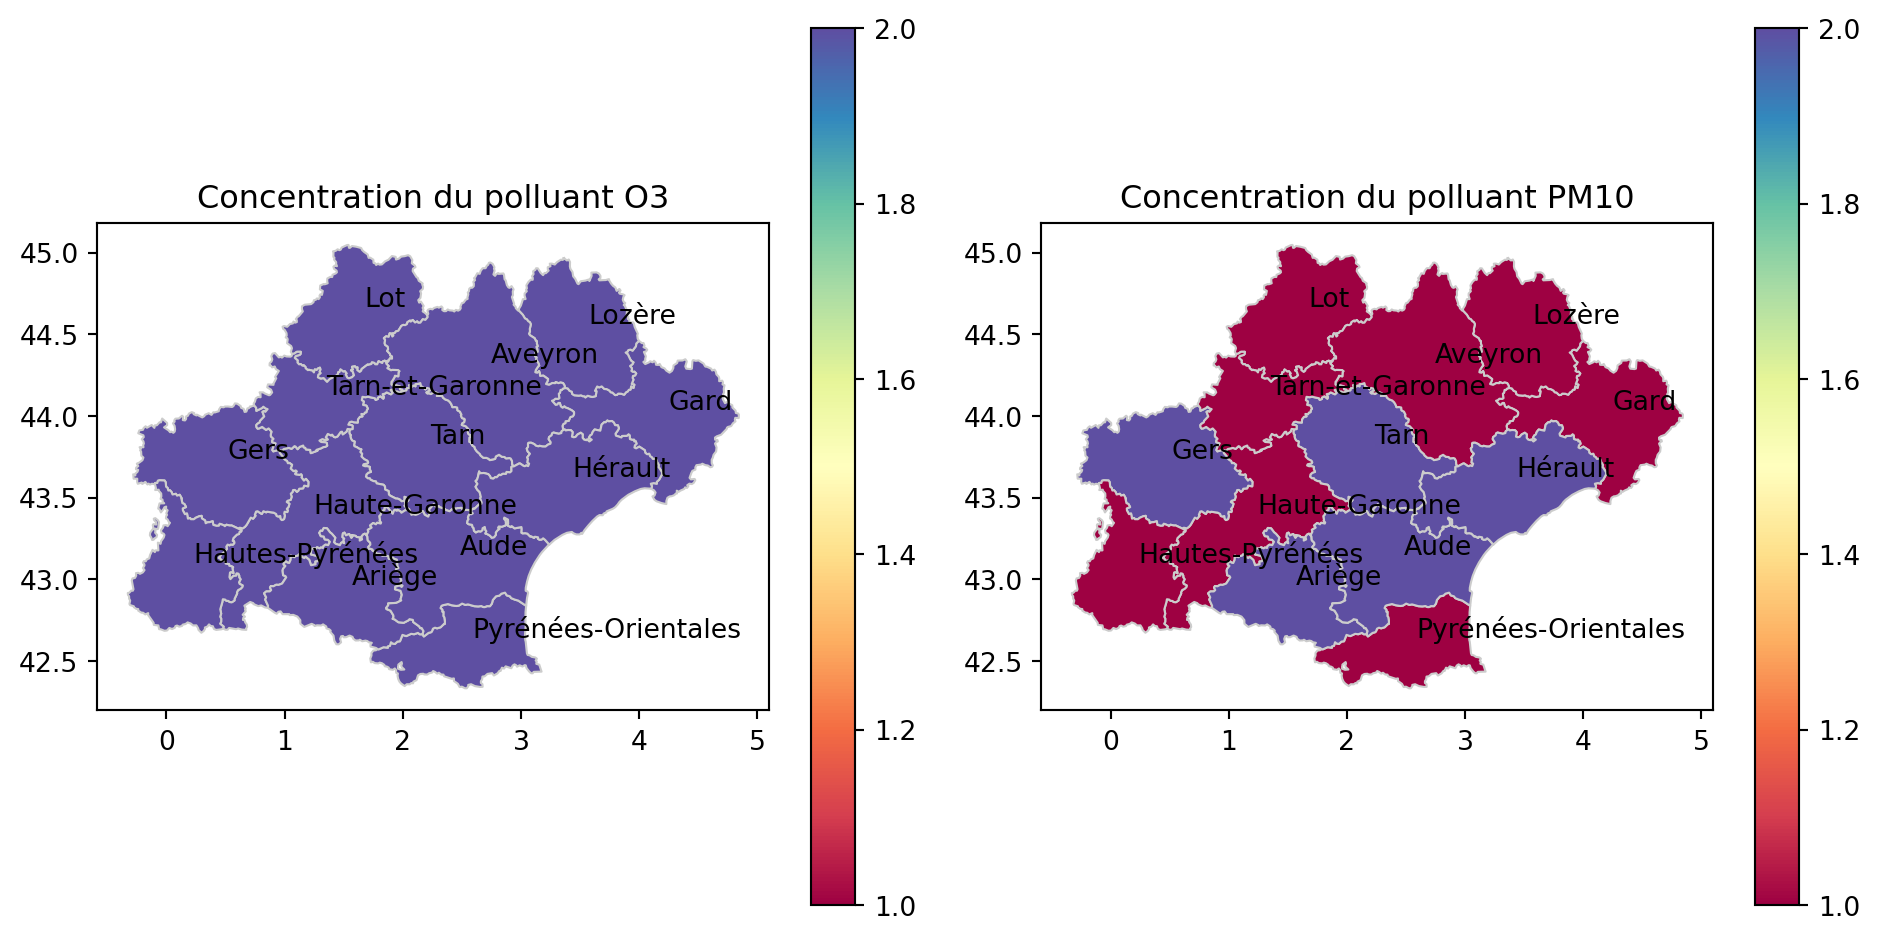 Concentration du polluant O3
45.0
44.5
44.0
43.5
43.0
42.5
0 1 2 3 4 5
Lot
Lozère
Aveyron
Tarn-et-Garonne
Gard
Tarn
Gers
Hérault
Haute-Garonne
Aude
Hautes-Pyrénées
Ariège
Pyrénées-Orientales
2.0
1.8
1.6
1.4
1.2
1.0
Concentration du polluant PM10
45.0
44.5
44.0
43.5
43.0
42.5
0 1 2 3 4 5
Lot
Lozère
Aveyron
Tarn-et-Garonne
Gard
Tarn
Gers
Hérault
Haute-Garonne
Aude
Hautes-Pyrénées
Ariège
Pyrénées-Orientales
2.0
1.8
1.6
1.4
1.2
1.0